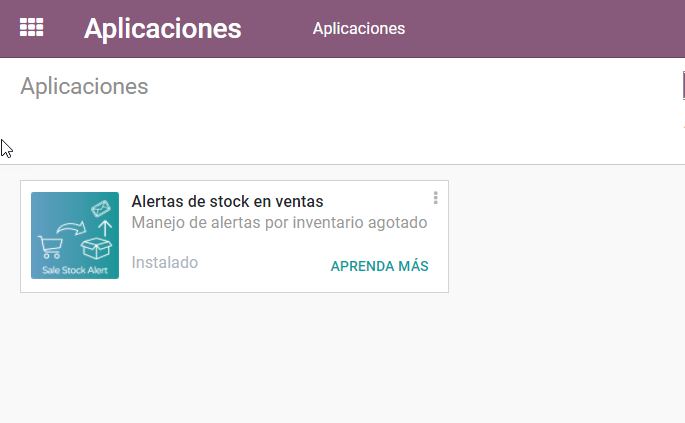 Aplicaciones
Aplicaciones
Aplicaciones
Alertas de stock en ventas
Manejo de alertas por inventario agotado
Sale Stock Alert
Instalado
APRENDA MÁS